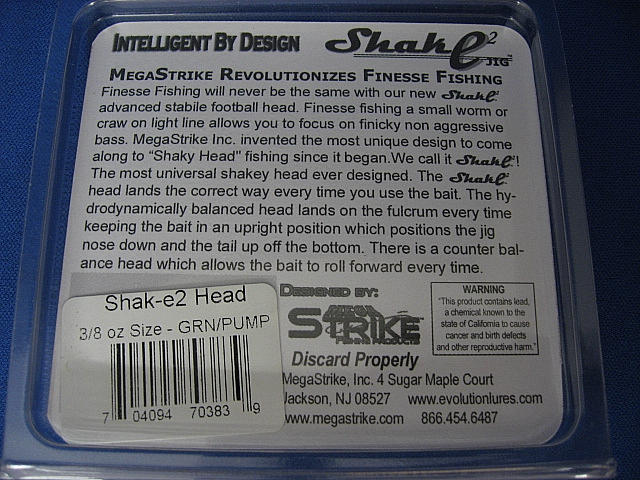 INTELLIGENT BY DESIGN
Shake2 JIG™
MEGASTRIKE REVOLUTIONIZES FINESSE FISHING
Finesse Fishing will never be the same with our new Shake2
advanced stabile football head. Finesse fishing a small worm or
craw on light line allows you to focus on finicky non aggressive
bass. MegaStrike Inc. invented the most unique design to come
along to "Shaky Head" fishing since it began.We call it Shake2!
The most universal shakey head ever designed. The Shake2
head lands the correct way every time you use the bait. The hy-
drodynamically balanced head lands on the fulcrum every time
keeping the bait in an upright position which positions the jig
nose down and the tail up off the bottom. There is a counter bal-
ance head which allows the bait to roll forward every time.
Shak-e2 Head
3/8 oz Size - GRN/PUMP
7 04094 70383 9
DESIGNED BY:
MEGA
STRIKE
FISHING PRODUCTS
Discard Properly
MegaStrike, Inc. 4 Sugar Maple Court
Jackson, NJ 08527 www.evolutionlures.com
www.megastrike.com 866.454.6487
WARNING
"This product contains lead,
a chemical known to the
state of California to cause
cancer and birth defects
and other reproductive harm."